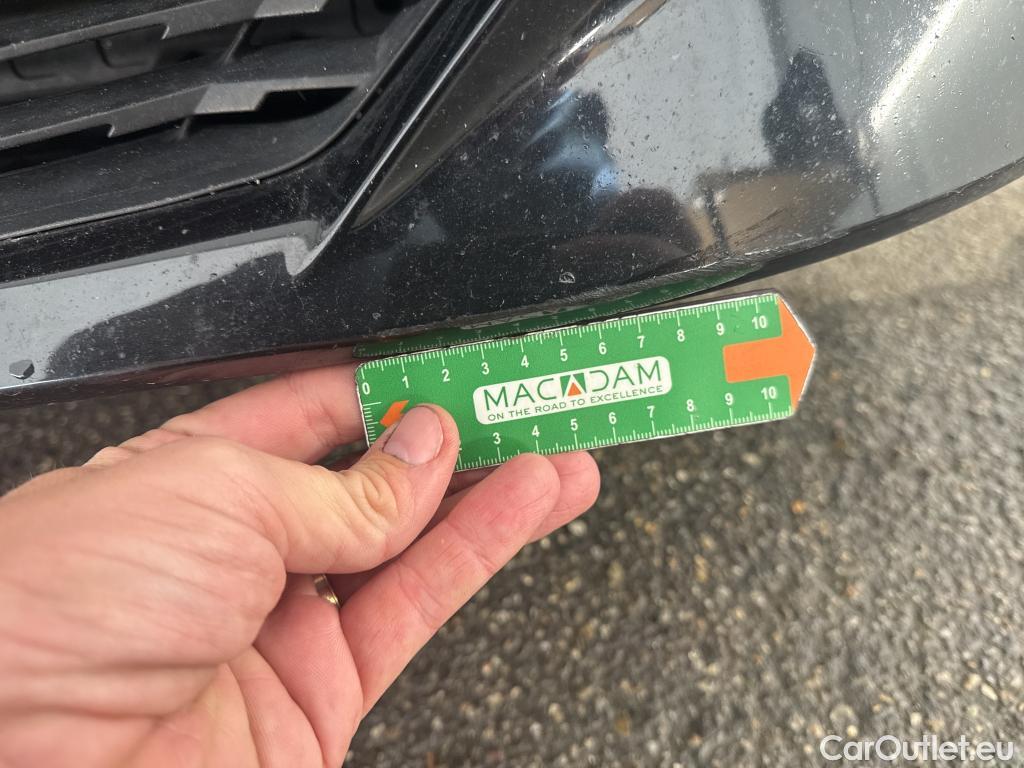 0 1 2 3 4 5 6 7 8 9 10
MACADAM
ON THE ROAD TO EXCELLENCE
3 4 5 6 7 8 9 10
CarOutlet.eu